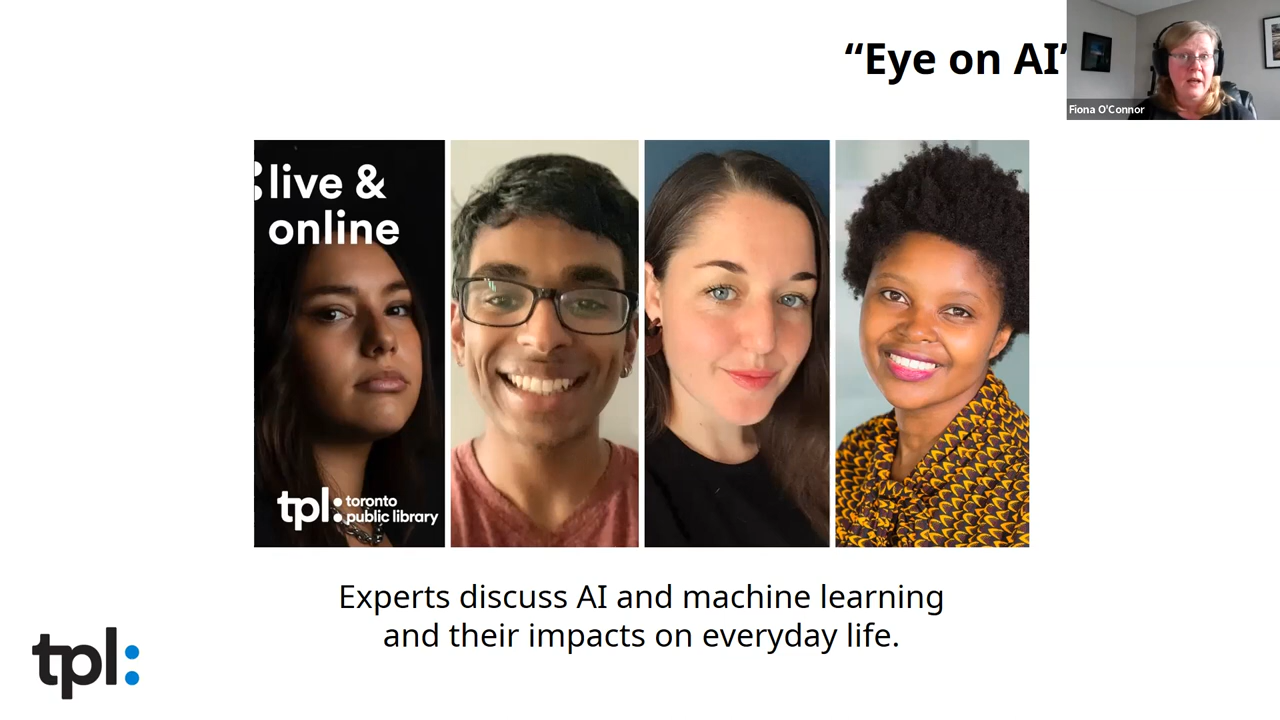 “Eye on AI”
Fiona O'Connor
live &
online
tpl: toronto
public library
Experts discuss AI and machine learning
and their impacts on everyday life.
tpl: